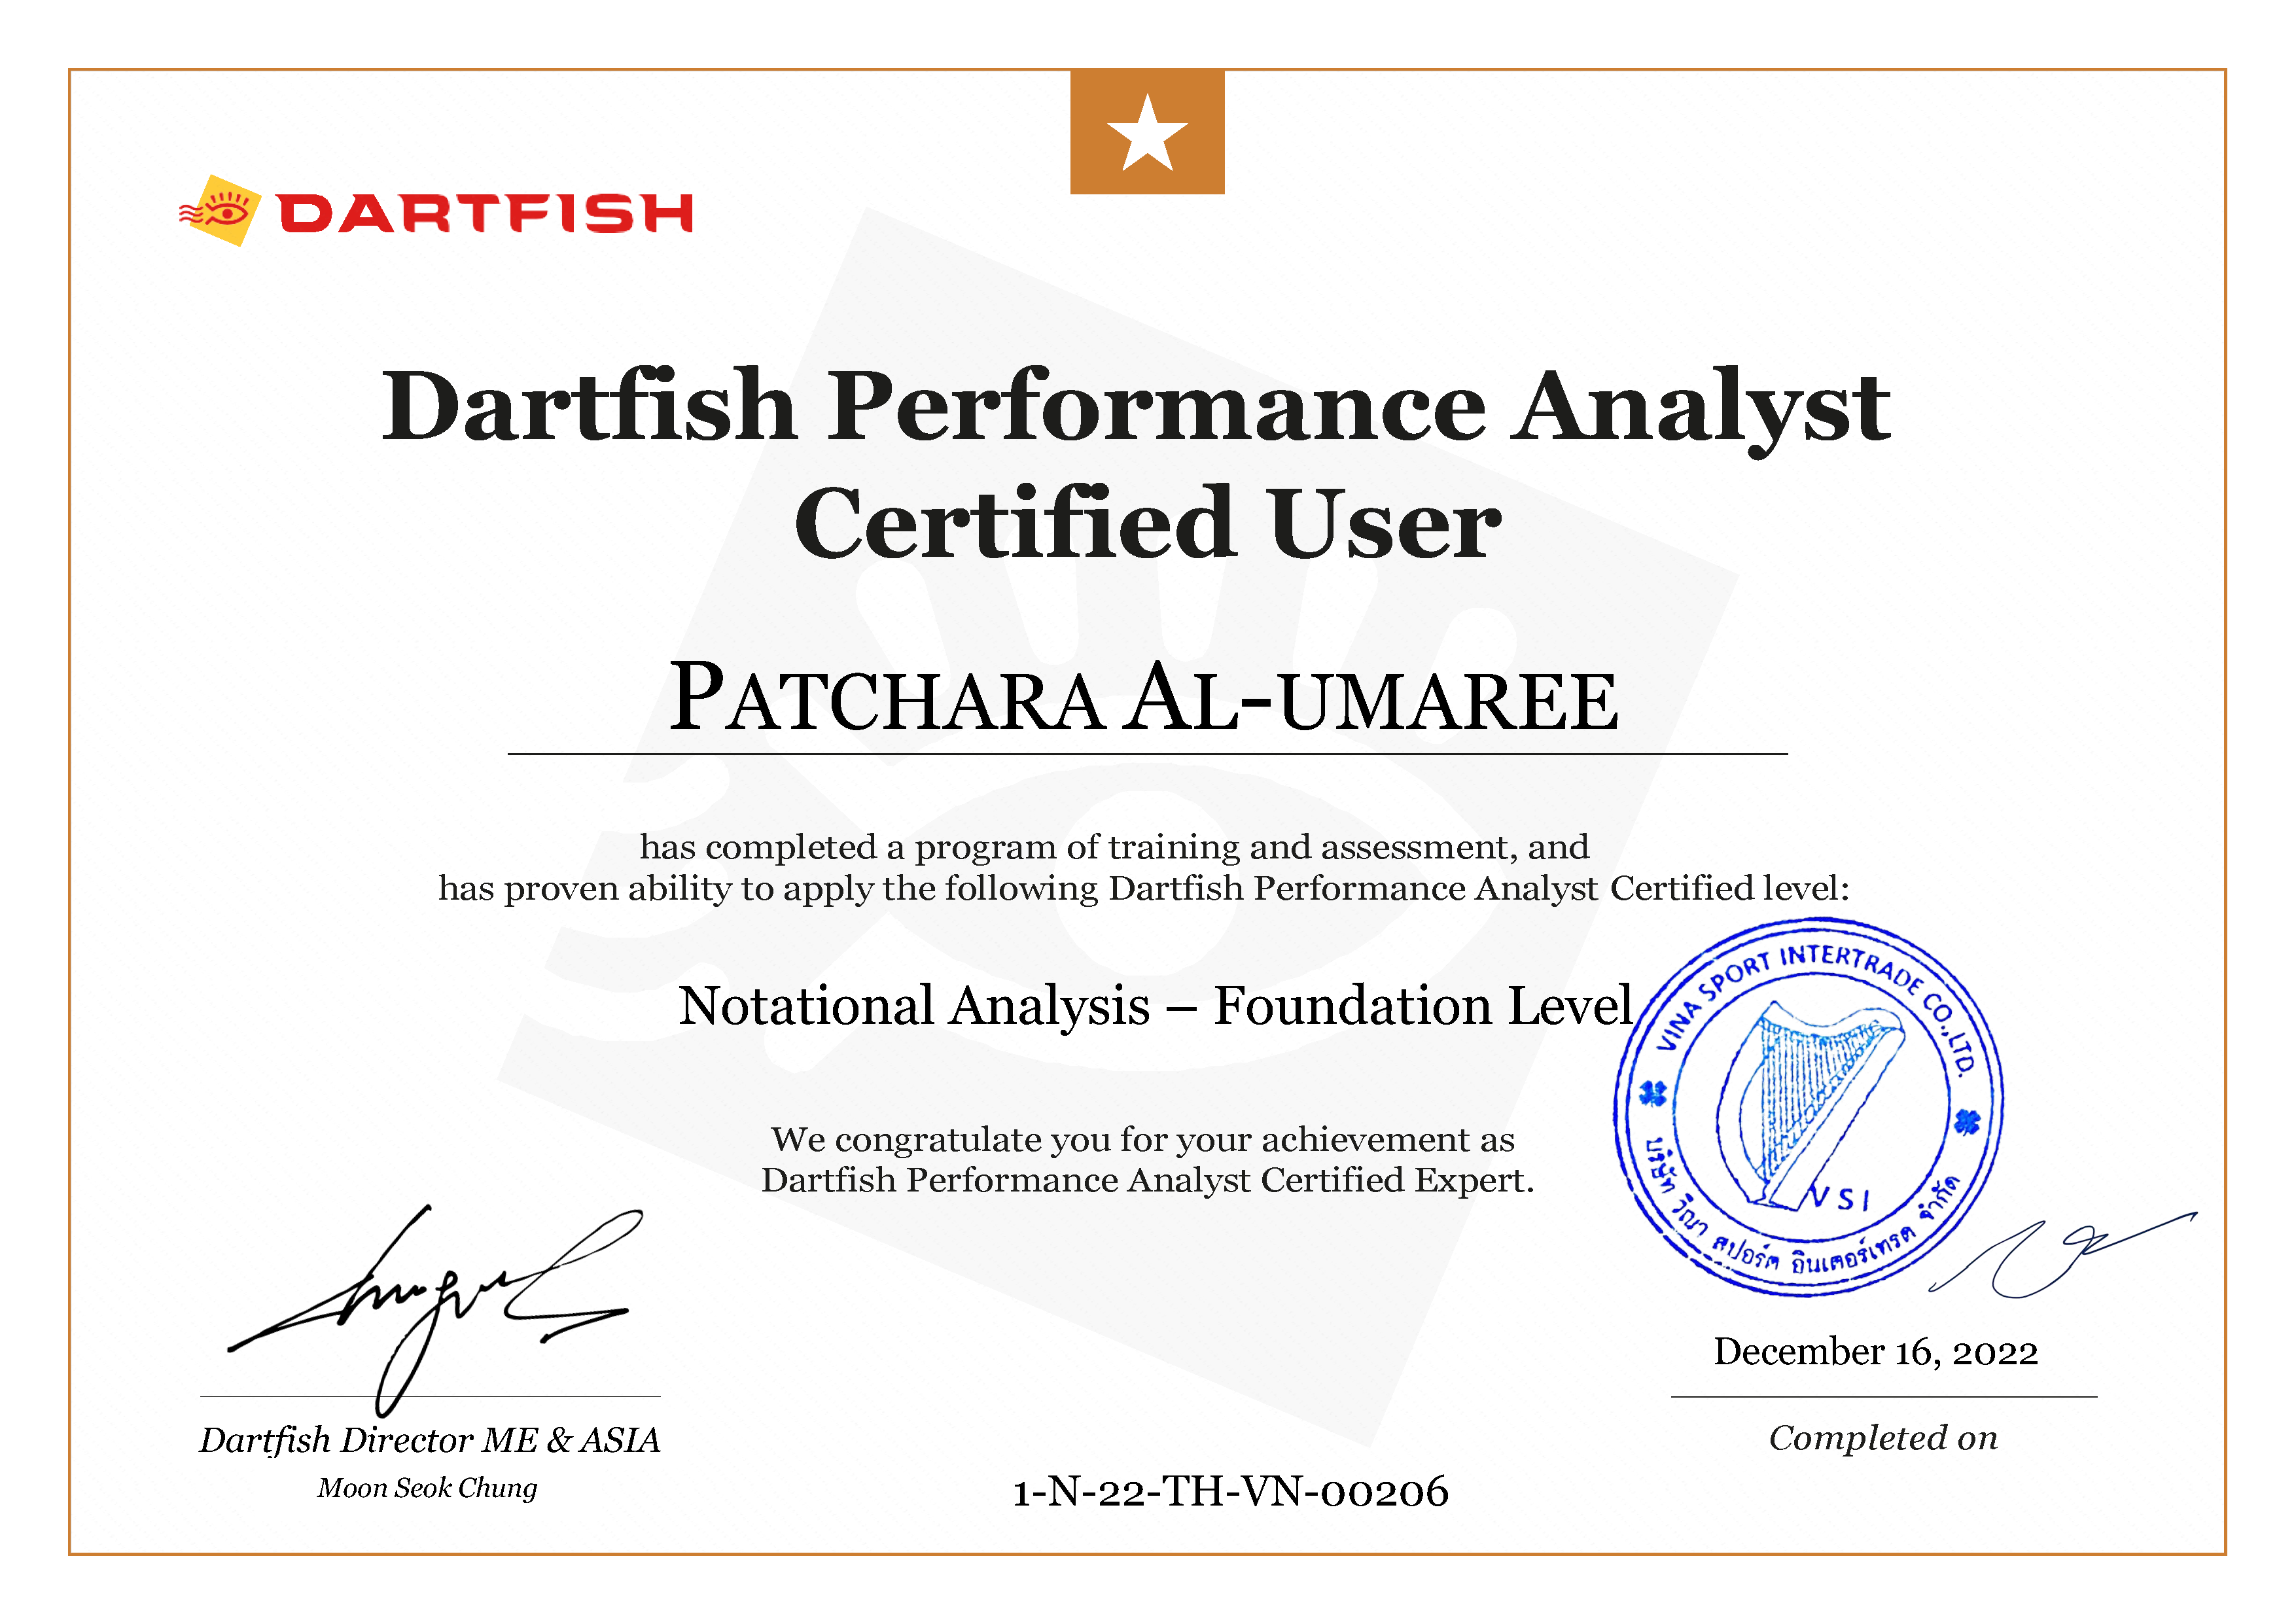 DARTFISH
Dartfish Performance Analyst
Certified User
PATCHARA AL-UMAREE
has completed a program of training and assessment, and
has proven ability to apply the following Dartfish Performance Analyst Certified level:
Notational Analysis – Foundation Level
VINA SPORT INTERTRADE CO.,LTD.
VSI
บริษัท วีณา สปอร์ต อินเตอร์เทรด จำกัด
We congratulate you for your achievement as
Dartfish Performance Analyst Certified Expert.
December 16, 2022
Completed on
Dartfish Director ME & ASIA
Moon Seok Chung
1-N-22-TH-VN-00206